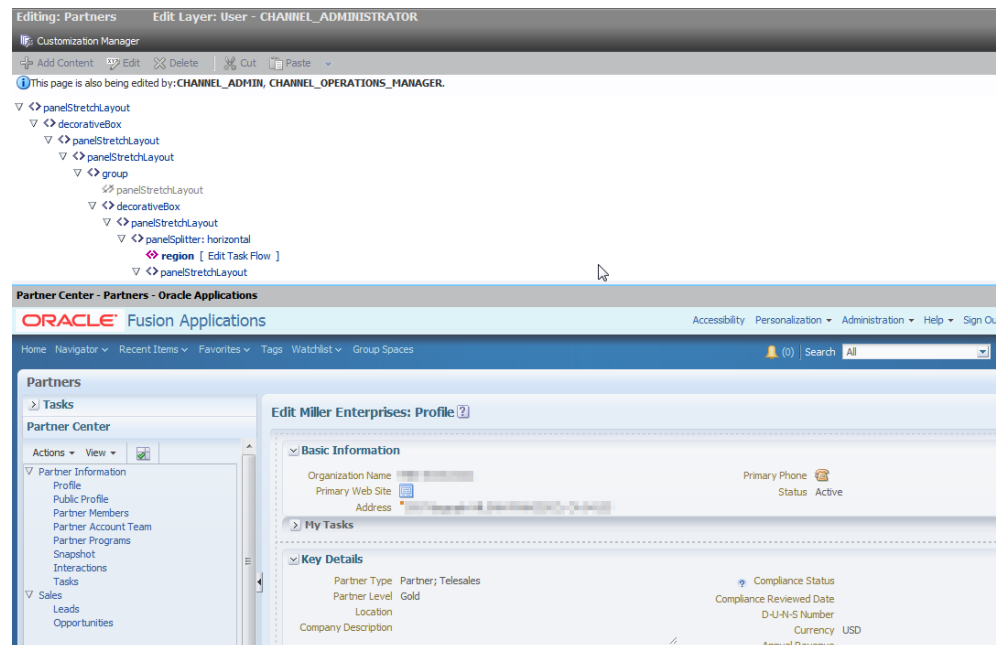 Editing: Partners Edit Layer: User - CHANNEL_ADMINISTRATOR
Customization Manager
Add Content Edit Delete Cut Paste
This page is also being edited by:CHANNEL_ADMIN, CHANNEL_OPERATIONS_MANAGER.
panelStretchLayout
decorativeBox
panelStretchLayout
panelStretchLayout
group
panelStretchLayout
decorativeBox
panelStretchLayout
panelSplitter: horizontal
region [ Edit Task Flow ]
panelStretchLayout
Partner Center - Partners - Oracle Applications
ORACLE Fusion Applications Accessibility Personalization Administration Help Sign Ou
Home Navigator Recent Items Favorites Tags Watchlist Group Spaces (0) Search All
Partners
Tasks
Partner Center
Actions View
Partner Information
Profile
Public Profile
Partner Members
Partner Account Team
Partner Programs
Snapshot
Interactions
Tasks
Sales
Leads
Opportunities
Edit Miller Enterprises: Profile ?
Basic Information
Organization Name Primary Phone
Primary Web Site Status Active
Address
My Tasks
Key Details
Partner Type Partner; Telesales Compliance Status
Partner Level Gold Compliance Reviewed Date
Location D-U-N-S Number
Company Description Currency USD
Annual Revenue